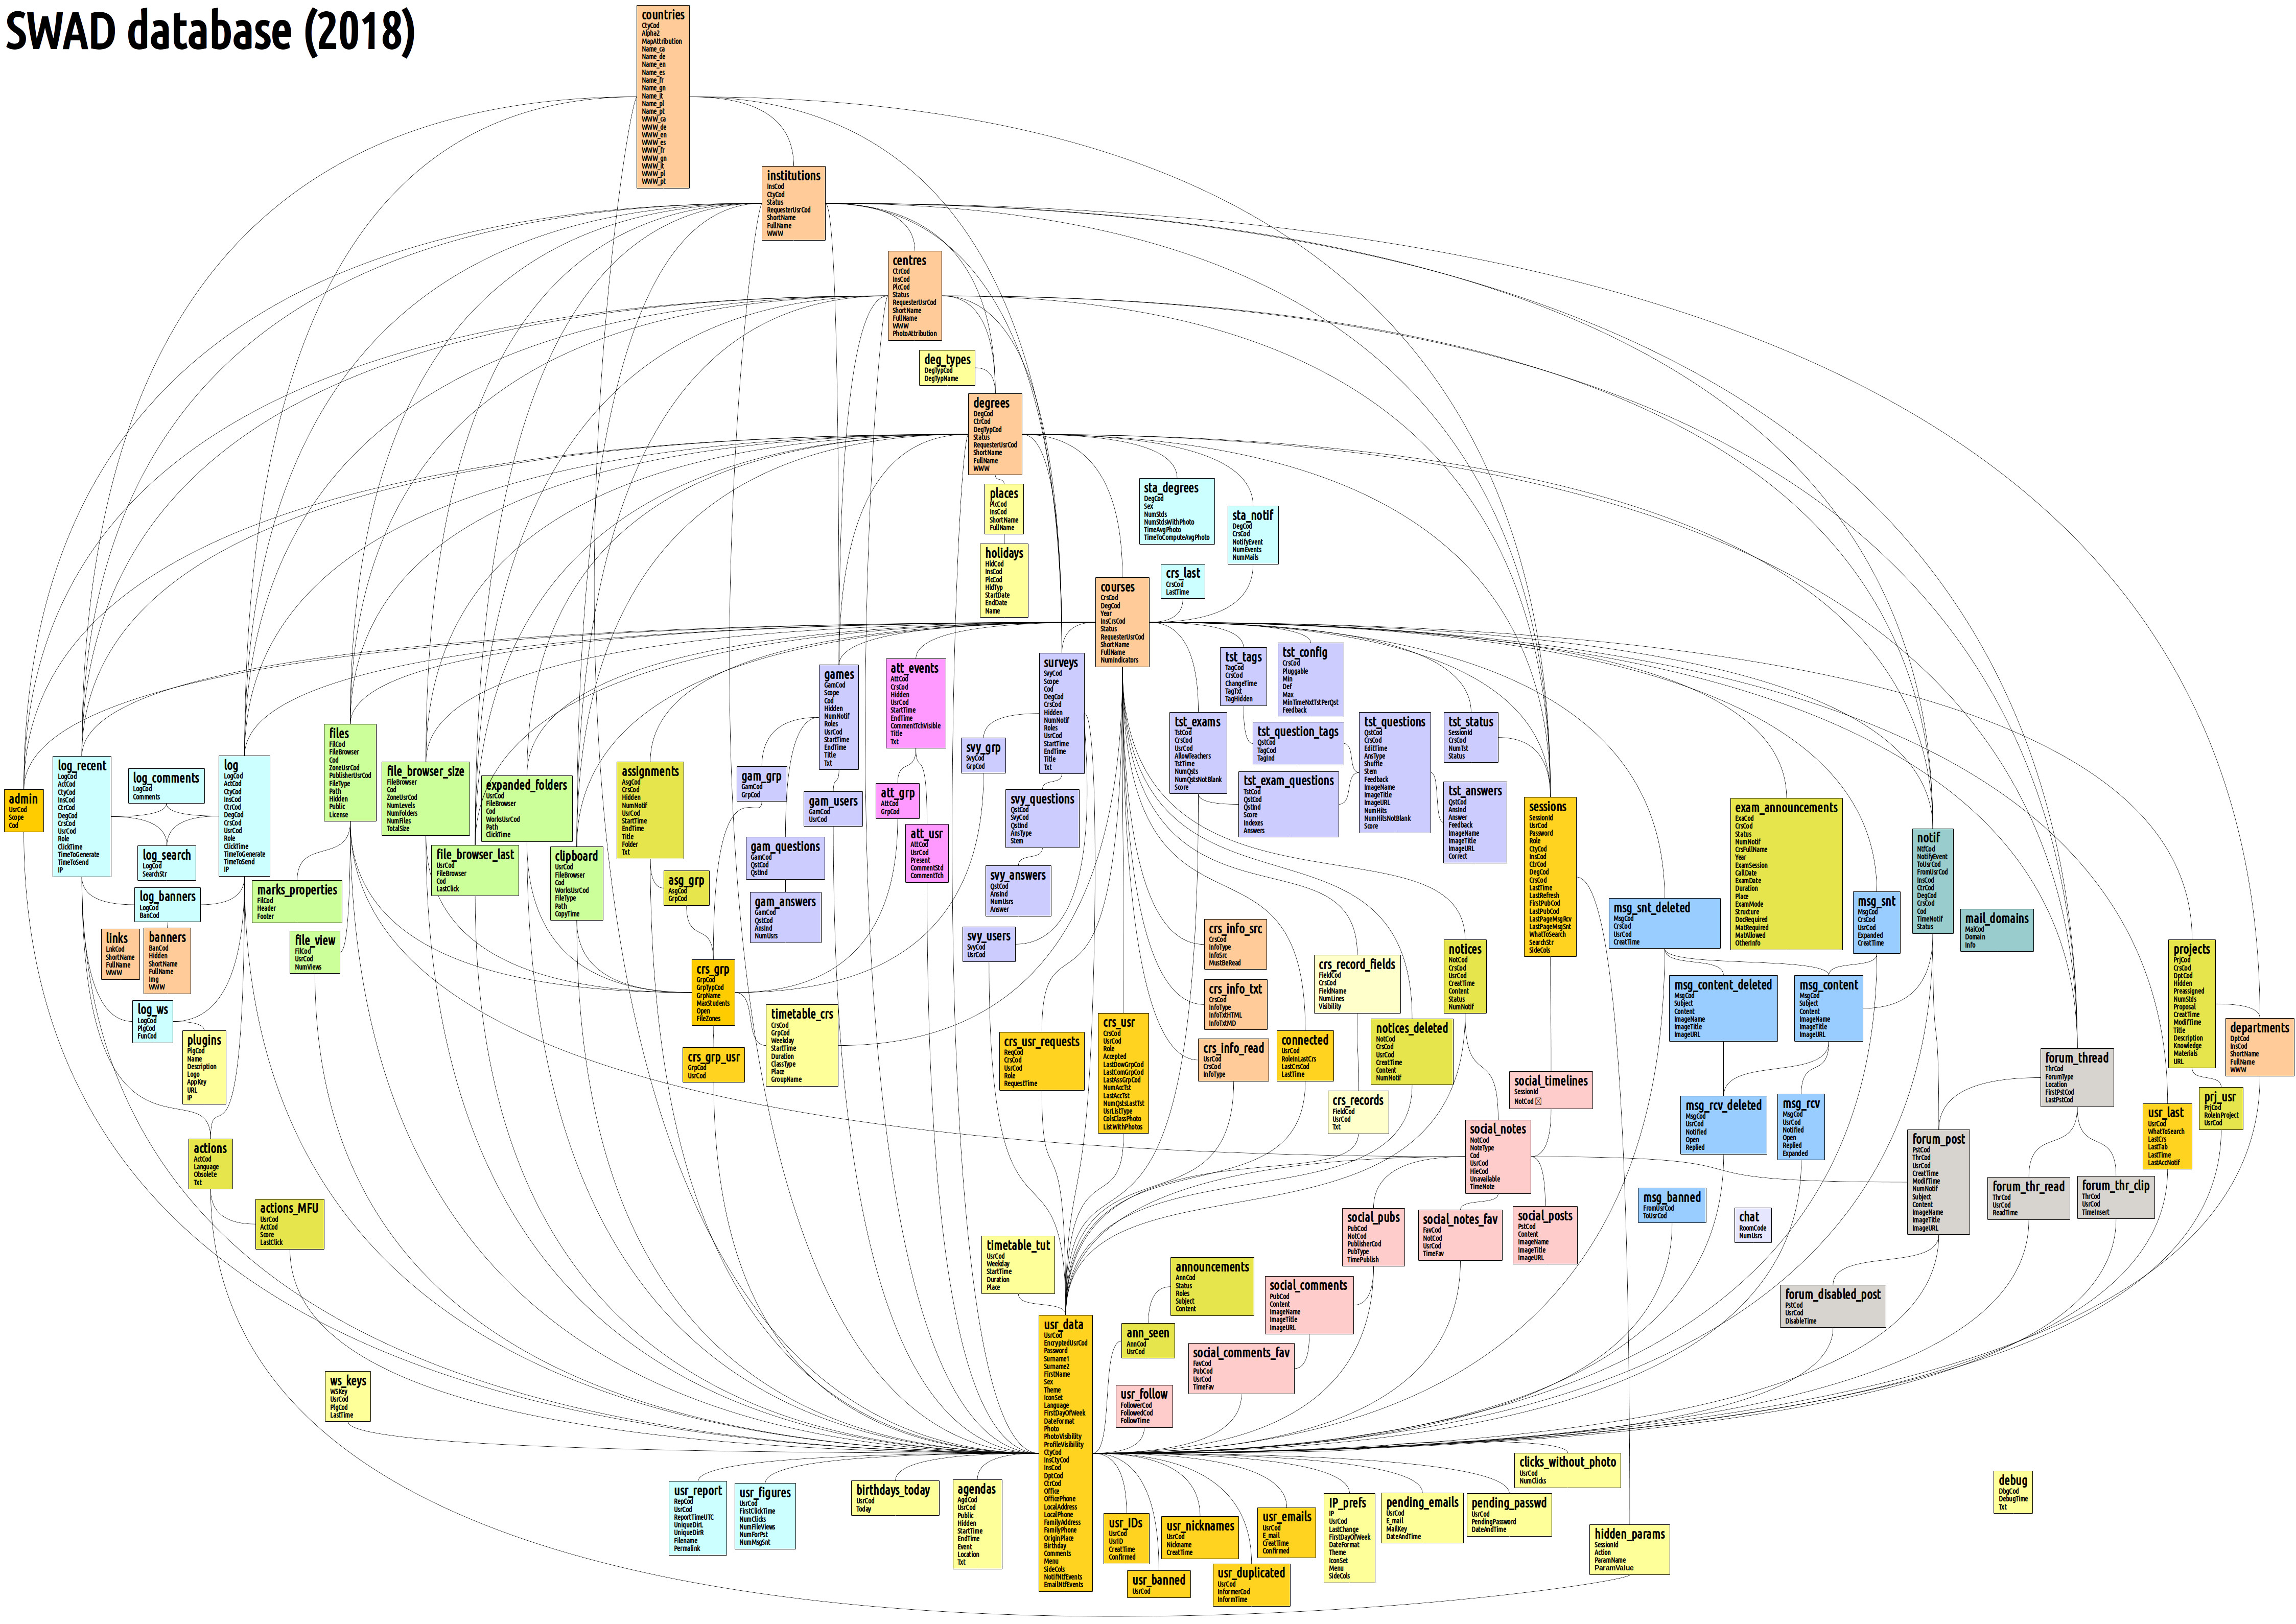 SWAD database (2018)
countries
CtyCod
Alpha2
MapAttribution
Name_ca
Name_de
Name_en
Name_es
Name_fr
Name_gn
Name_it
Name_pl
Name_pt
WWW_ca
WWW_de
WWW_en
WWW_es
WWW_fr
WWW_gn
WWW_it
WWW_pl
WWW_pt
institutions
InsCod
CtyCod
Status
RequesterUsrCod
ShortName
FullName
WWW
centres
CtrCod
InsCod
PlcCod
Status
RequesterUsrCod
ShortName
FullName
WWW
PhotoAttribution
deg_types
DegTypCod
DegTypName
degrees
DegCod
CtrCod
DegTypCod
Status
RequesterUsrCod
ShortName
FullName
WWW
places
PlcCod
InsCod
ShortName
FullName
holidays
HldCod
InsCod
PlcCod
HldTyp
StartDate
EndDate
Name
sta_degrees
DegCod
Sex
NumStds
NumStdsWithPhoto
TimeAvgPhoto
TimeToComputeAvgPhoto
sta_notif
DegCod
CrsCod
NotifyEvent
NumEvents
NumMails
crs_last
CrsCod
LastTime
courses
CrsCod
DegCod
Year
InsCrsCod
Status
RequesterUsrCod
ShortName
FullName
NumIndicators
admin
UsrCod
Scope
Cod
log_recent
LogCod
ActCod
CtyCod
InsCod
CtrCod
DegCod
CrsCod
UsrCod
Role
ClickTime
TimeToGenerate
TimeToSend
IP
log_comments
LogCod
Comments
log_search
LogCod
SearchStr
log_banners
LogCod
BanCod
links
LnkCod
ShortName
FullName
WWW
banners
BanCod
Hidden
ShortName
FullName
Img
WWW
log_ws
LogCod
PlgCod
FunCod
plugins
PlgCod
Name
Description
Logo
AppKey
URL
IP
log
LogCod
ActCod
CtyCod
InsCod
CtrCod
DegCod
CrsCod
UsrCod
Role
ClickTime
TimeToGenerate
TimeToSend
IP
actions
ActCod
Language
Obsolete
Txt
actions_MFU
UsrCod
ActCod
Score
LastClick
files
FilCod
FileBrowser
Cod
ZoneUsrCod
PublisherUsrCod
FileType
Path
Hidden
Public
License
marks_properties
FilCod
Header
Footer
file_view
FilCod
UsrCod
NumViews
file_browser_size
FileBrowser
Cod
ZoneUsrCod
NumLevels
NumFolders
NumFiles
TotalSize
file_browser_last
UsrCod
FileBrowser
Cod
LastClick
expanded_folders
UsrCod
FileBrowser
Cod
WorksUsrCod
Path
ClickTime
clipboard
UsrCod
FileBrowser
Cod
WorksUsrCod
FileType
Path
CopyTime
assignments
AsgCod
CrsCod
Hidden
NumNotif
UsrCod
StartTime
EndTime
Title
Folder
Txt
asg_grp
AsgCod
GrpCod
crs_grp
GrpCod
GrpTypCod
GrpName
MaxStudents
Open
FileZones
crs_grp_usr
GrpCod
UsrCod
timetable_crs
CrsCod
GrpCod
Weekday
StartTime
Duration
ClassType
Place
GroupName
games
GamCod
Scope
Cod
Hidden
NumNotif
Roles
UsrCod
StartTime
EndTime
Title
Txt
gam_grp
GamCod
GrpCod
gam_users
GamCod
UsrCod
gam_questions
GamCod
QstCod
QstInd
gam_answers
GamCod
QstCod
AnsInd
NumUsrs
att_events
AttCod
CrsCod
Hidden
UsrCod
StartTime
EndTime
CommentTchVisible
Title
Txt
att_grp
AttCod
GrpCod
att_usr
AttCod
UsrCod
Present
CommentStd
CommentTch
surveys
SvyCod
Scope
Cod
DegCod
CrsCod
Hidden
NumNotif
Roles
UsrCod
StartTime
EndTime
Title
Txt
svy_grp
SvyCod
GrpCod
svy_questions
QstCod
SvyCod
QstInd
AnsType
Stem
svy_answers
QstCod
AnsInd
NumUsrs
Answer
svy_users
SvyCod
UsrCod
tst_exams
TstCod
CrsCod
UsrCod
AllowTeachers
TstTime
NumQsts
NumQstsNotBlank
Score
tst_tags
TagCod
CrsCod
ChangeTime
TagTxt
TagHidden
tst_config
CrsCod
Pluggable
Min
Def
Max
MinTimeNxtTstPerQst
Feedback
tst_question_tags
QstCod
TagCod
TagInd
tst_exam_questions
TstCod
QstCod
QstInd
Score
Indexes
Answers
tst_questions
QstCod
CrsCod
EditTime
AnsType
Shuffle
Stem
Feedback
ImageName
ImageTitle
ImageURL
NumHits
NumHitsNotBlank
Score
tst_status
SessionId
CrsCod
NumTst
Status
tst_answers
QstCod
AnsInd
Answer
Feedback
ImageName
ImageTitle
ImageURL
Correct
sessions
SessionId
UsrCod
Password
Role
CtyCod
InsCod
CtrCod
DegCod
CrsCod
LastTime
LastRefresh
FirstPubCod
LastPubCod
LastPageMsgRcv
LastPageMsgSnt
WhatToSearch
SearchStr
SideCols
crs_info_src
CrsCod
InfoType
InfoSrc
MustBeRead
crs_info_txt
CrsCod
InfoType
InfoTxtHTML
InfoTxtMD
crs_info_read
UsrCod
CrsCod
InfoType
connected
UsrCod
RoleInLastCrs
LastCrsCod
LastTime
crs_usr_requests
ReqCod
CrsCod
UsrCod
Role
RequestTime
crs_usr
CrsCod
UsrCod
Role
Accepted
LastDowGrpCod
LastComGrpCod
LastAssGrpCod
NumAccTst
LastAccTst
NumQstsLastTst
UsrListType
ColsClassPhoto
ListWithPhotos
crs_record_fields
FieldCod
CrsCod
FieldName
NumLines
Visibility
crs_records
FieldCod
UsrCod
Txt
notices
NotCod
CrsCod
UsrCod
CreatTime
Content
Status
NumNotif
notices_deleted
NotCod
CrsCod
UsrCod
CreatTime
Content
NumNotif
social_timelines
SessionId
NotCod
social_notes
NotCod
NoteType
Cod
UsrCod
HieCod
Unavailable
TimeNote
social_pubs
PubCod
NotCod
PublisherCod
PubType
TimePublish
social_notes_fav
FavCod
NotCod
UsrCod
TimeFav
social_posts
PstCod
Content
ImageName
ImageTitle
ImageURL
social_comments
PubCod
Content
ImageName
ImageTitle
ImageURL
social_comments_fav
FavCod
PubCod
UsrCod
TimeFav
usr_follow
FollowerCod
FollowedCod
FollowTime
msg_snt_deleted
MsgCod
CrsCod
UsrCod
CreatTime
exam_announcements
ExaCod
CrsCod
Status
NumNotif
CrsFullName
Year
ExamSession
CallDate
ExamDate
Duration
Place
ExamMode
Structure
DocRequired
MatRequired
MatAllowed
OtherInfo
msg_snt
MsgCod
CrsCod
UsrCod
Expanded
CreatTime
msg_content_deleted
MsgCod
Subject
Content
ImageName
ImageTitle
ImageURL
msg_content
MsgCod
Subject
Content
ImageName
ImageTitle
ImageURL
msg_rcv_deleted
MsgCod
UsrCod
Notified
Open
Replied
msg_rcv
MsgCod
UsrCod
Notified
Open
Replied
Expanded
msg_banned
FromUsrCod
ToUsrCod
chat
RoomCode
NumUsrs
notif
NtfCod
NotifyEvent
ToUsrCod
FromUsrCod
InsCod
CtrCod
DegCod
CrsCod
Cod
TimeNotif
Status
mail_domains
MaiCod
Domain
Info
projects
PrjCod
CrsCod
DptCod
Hidden
Preassigned
NumStds
Proposal
CreatTime
ModifTime
Title
Description
Knowledge
Materials
URL
departments
DptCod
InsCod
ShortName
FullName
WWW
prj_usr
PrjCod
RoleInProject
UsrCod
usr_last
UsrCod
WhatToSearch
LastCrs
LastTab
LastTime
LastAccNotif
forum_thread
ThrCod
ForumType
Location
FirstPstCod
LastPstCod
forum_post
PstCod
ThrCod
UsrCod
CreatTime
ModifTime
NumNotif
Subject
Content
ImageName
ImageTitle
ImageURL
forum_thr_read
ThrCod
UsrCod
ReadTime
forum_thr_clip
ThrCod
UsrCod
TimeInsert
forum_disabled_post
PstCod
UsrCod
DisableTime
timetable_tut
UsrCod
Weekday
StartTime
Duration
Place
announcements
AnnCod
Status
Roles
Subject
Content
ann_seen
AnnCod
UsrCod
usr_data
UsrCod
EncryptedUsrCod
Password
Surname1
Surname2
FirstName
Sex
Theme
IconSet
Language
FirstDayOfWeek
DateFormat
Photo
PhotoVisibility
ProfileVisibility
CtyCod
InsCtyCod
InsCod
DptCod
CtrCod
Office
OfficePhone
LocalAddress
LocalPhone
FamilyAddress
FamilyPhone
OriginPlace
Birthday
Comments
Menu
SideCols
NotifNtfEvents
EmailNtfEvents
ws_keys
WSKey
UsrCod
PlgCod
LastTime
usr_report
RepCod
UsrCod
ReportTimeUTC
UniqueDirL
UniqueDirR
Filename
Permalink
usr_figures
UsrCod
FirstClickTime
NumClicks
NumFileViews
NumForPst
NumMsgSnt
birthdays_today
UsrCod
Today
agendas
AgdCod
UsrCod
Public
Hidden
StartTime
EndTime
Event
Location
Txt
usr_IDs
UsrCod
UsrID
CreatTime
Confirmed
usr_nicknames
UsrCod
Nickname
CreatTime
usr_emails
UsrCod
E_mail
CreatTime
Confirmed
usr_banned
UsrCod
usr_duplicated
UsrCod
InformerCod
InformTime
IP_prefs
IP
UsrCod
LastChange
FirstDayOfWeek
DateFormat
Theme
IconSet
Menu
SideCols
pending_emails
UsrCod
E_mail
MailKey
DateAndTime
pending_passwd
UsrCod
PendingPassword
DateAndTime
clicks_without_photo
UsrCod
NumClicks
hidden_params
SessionId
Action
ParamName
ParamValue
debug
DbgCod
DebugTime
Txt